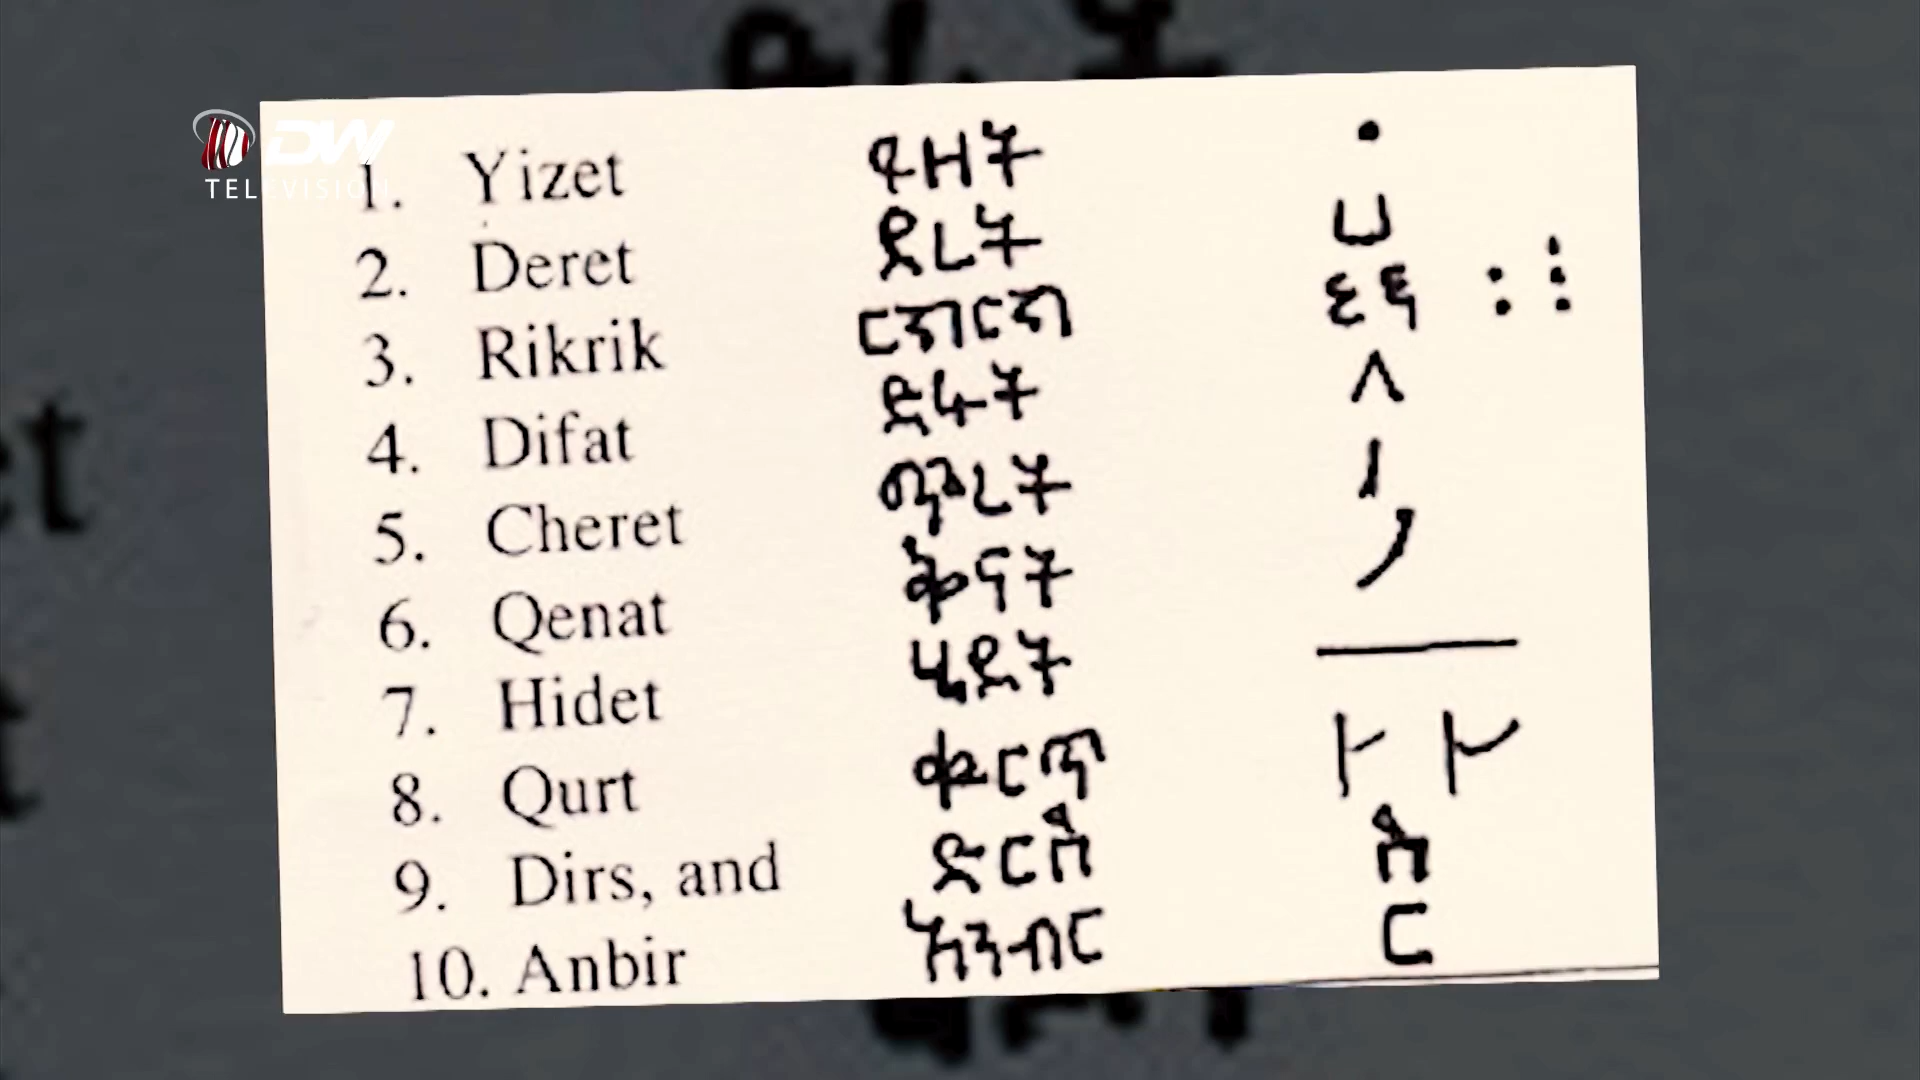 DW
TELEVISION
1. Yizet ይዘት
2. Deret ደረት
3. Rikrik ርክርክ
4. Difat ድፋት
5. Cheret ጭረት
6. Qenat ቅናት
7. Hidet ሂደት
8. Qurt ቁርጥ
9. Dirs, and ድርስ
10. Anbir አንብር ር